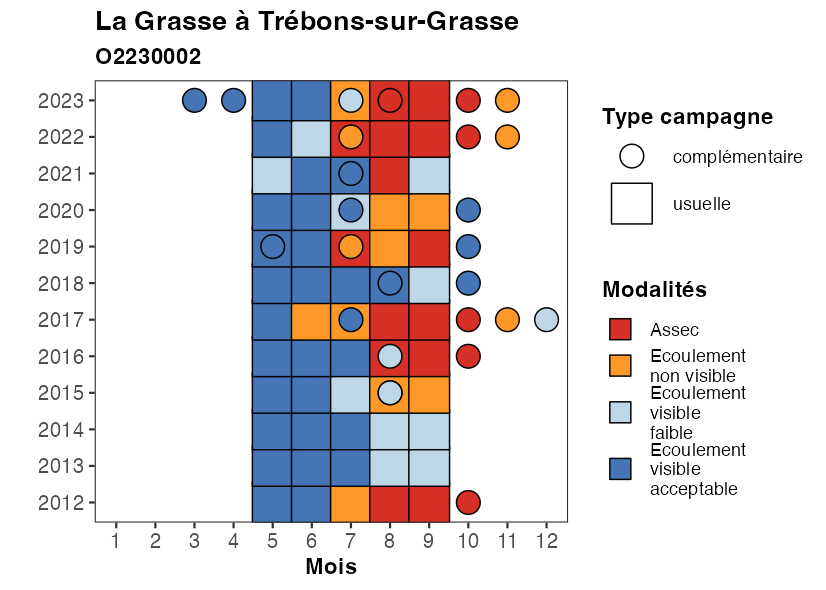 La Grasse à Trébons-sur-Grasse
O2230002
2023
2022
2021
2020
2019
2018
2017
2016
2015
2014
2013
2012
1 2 3 4 5 6 7 8 9 10 11 12
Mois
Type campagne
complémentaire
usuelle
Modalités
Assec
Ecoulement
non visible
Ecoulement
visible
faible
Ecoulement
visible
acceptable